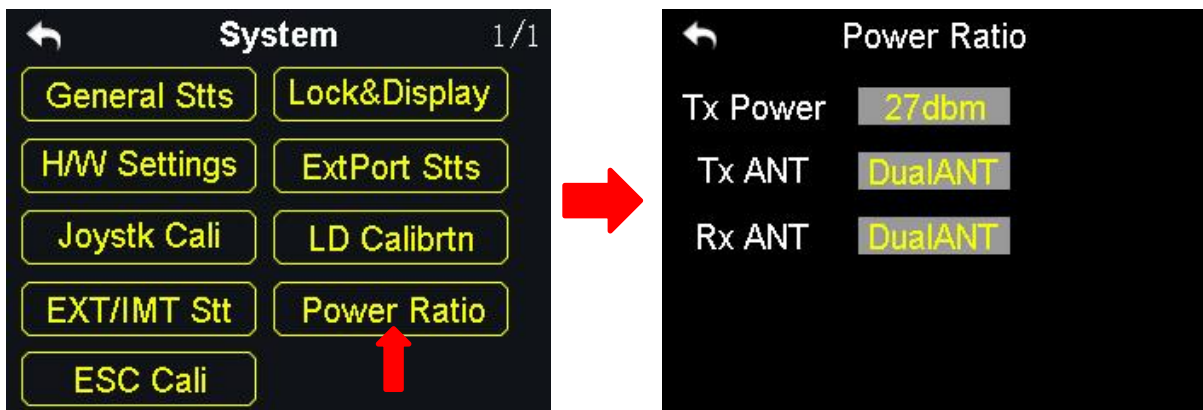 System 1/1
General Stts
Lock&Display
H/W Settings
ExtPort Stts
Joystk Cali
LD Calibrtn
EXT/IMT Stt
Power Ratio
ESC Cali
Power Ratio
Tx Power 27dbm
Tx ANT DualANT
Rx ANT DualANT